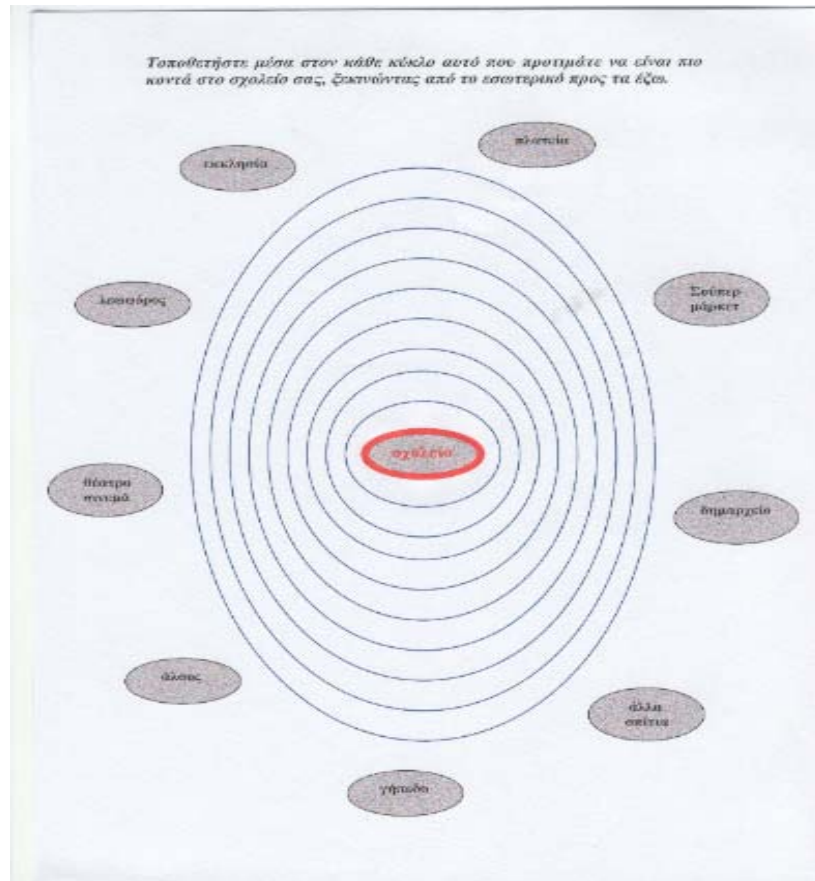 Τοποθετήστε μέσα στον κάθε κύκλο αυτό που προτιμάτε να είναι πιο
κοντά στο σχολείο σας, ξεκινώντας από το εσωτερικό προς τα έξω.
πλατεία
εκκλησία
Σούπερ-
μάρκετ
λεωφόρος
σχολείο
θέατρο
σινεμά
δημαρχείο
άλσος
άλλα
σπίτια
γήπεδο